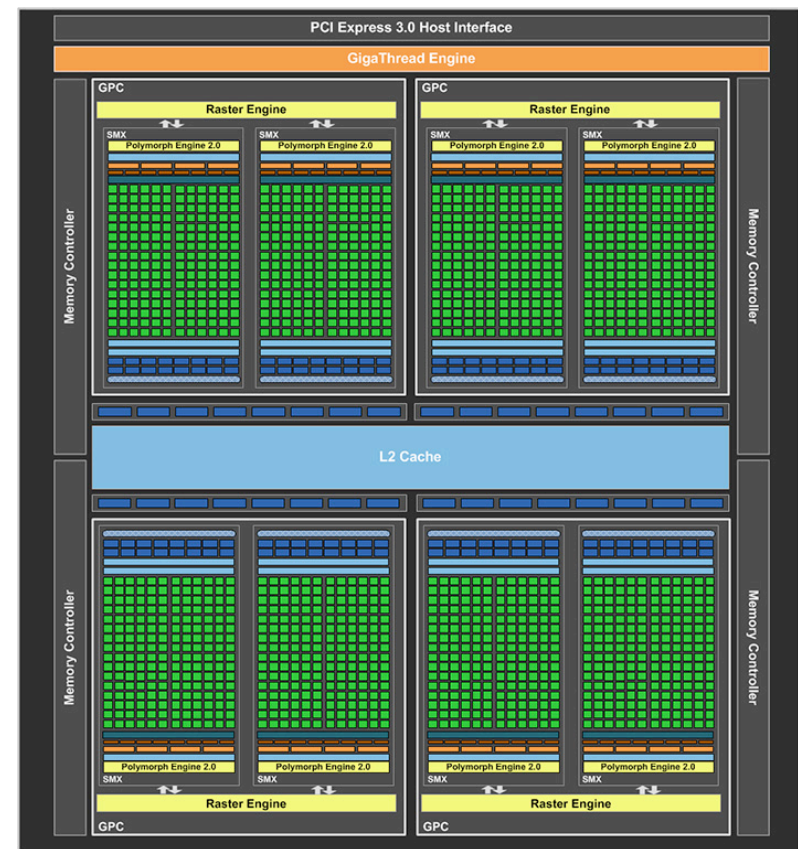 PCI Express 3.0 Host Interface
GigaThread Engine
Memory Controller
GPC
Raster Engine
SMX
Polymorph Engine 2.0
SMX
Polymorph Engine 2.0
GPC
Raster Engine
SMX
Polymorph Engine 2.0
SMX
Polymorph Engine 2.0
Memory Controller
L2 Cache
Memory Controller
Polymorph Engine 2.0
SMX
Polymorph Engine 2.0
SMX
Raster Engine
GPC
Polymorph Engine 2.0
SMX
Polymorph Engine 2.0
SMX
Raster Engine
GPC
Memory Controller